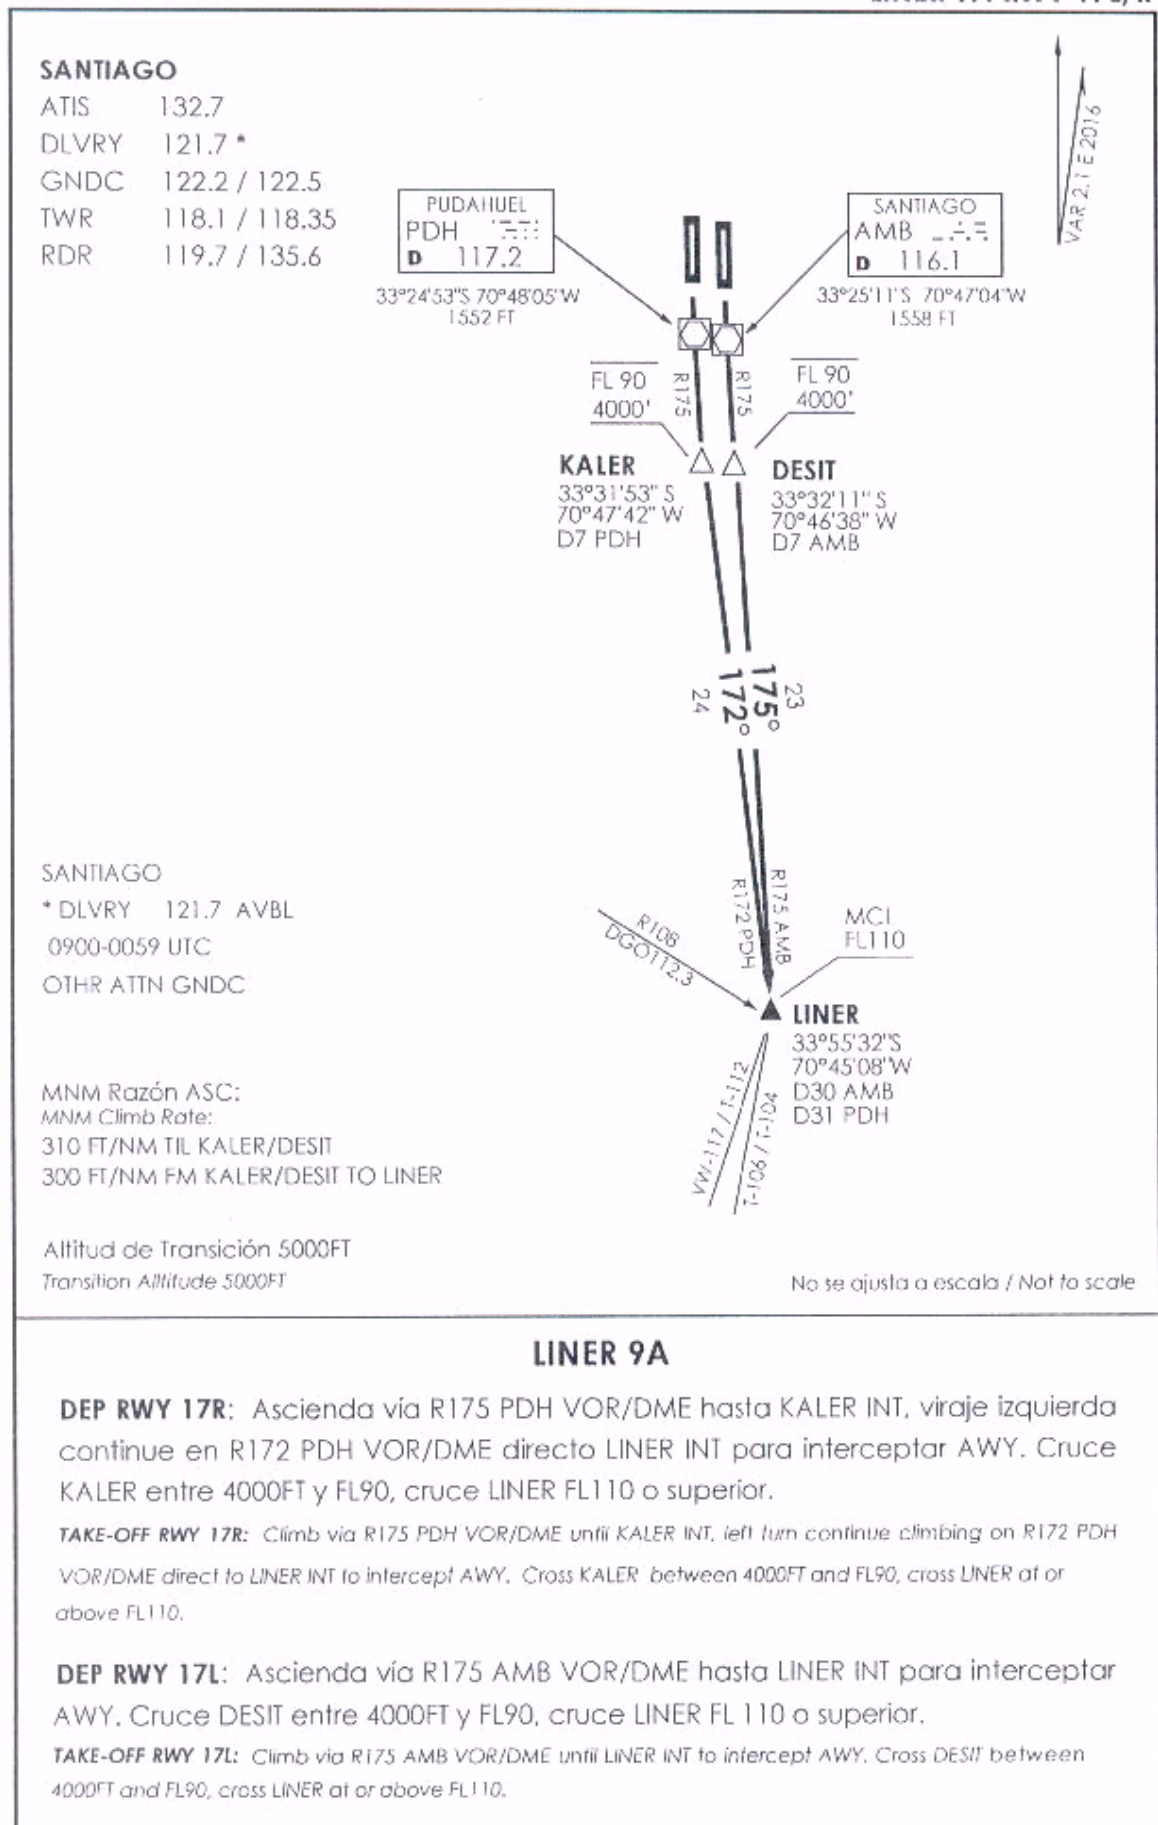 SANTIAGO
ATIS 132.7
DLVRY 121.7 *
GNDC 122.2 / 122.5
TWR 118.1 / 118.35
RDR 119.7 / 135.6
VAR 2.1 E 2016
PUDAHUEL
PDH
D 117.2
33°24'53"S 70°48'05"W
1552 FT
SANTIAGO
AMB
D 116.1
33°25'11"S 70°47'04"W
1558 FT
FL 90
4000'
R175
R175
FL 90
4000'
KALER
33°31'53" S
70°47'42" W
D7 PDH
DESIT
33°32'11" S
70°46'38" W
D7 AMB
24
172°
175°
23
R172 PDH
R175 AMB
R108
DGO112.3
MCL
FL110
LINER
33°55'32"S
70°45'08"W
D30 AMB
D31 PDH
VW-117 / T-112
T-106 / T-104
SANTIAGO
* DLVRY 121.7 AVBL
0900-0059 UTC
OTHR ATTN GNDC
MNM Razón ASC:
MNM Climb Rate:
310 FT/NM TIL KALER/DESIT
300 FT/NM FM KALER/DESIT TO LINER
Altitud de Transición 5000FT
Transition Alltitude 5000FT
No se ajusta a escala / Not to scale
LINER 9A
DEP RWY 17R: Ascienda vía R175 PDH VOR/DME hasta KALER INT, viraje izquierda
continue en R172 PDH VOR/DME directo LINER INT para interceptar AWY. Cruce
KALER entre 4000FT y FL90, cruce LINER FL110 o superior.
TAKE-OFF RWY 17R: Climb via R175 PDH VOR/DME until KALER INT, left turn continue climbing on R172 PDH
VOR/DME direct to LINER INT to intercept AWY. Cross KALER between 4000FT and FL90, cross LINER at or
above FL110.
DEP RWY 17L: Ascienda vía R175 AMB VOR/DME hasta LINER INT para interceptar
AWY. Cruce DESIT entre 4000FT y FL90, cruce LINER FL 110 o superior.
TAKE-OFF RWY 17L: Climb via R175 AMB VOR/DME until LINER INT to intercept AWY. Cross DESIT between
4000FT and FL90, cross LINER at or above FL110.